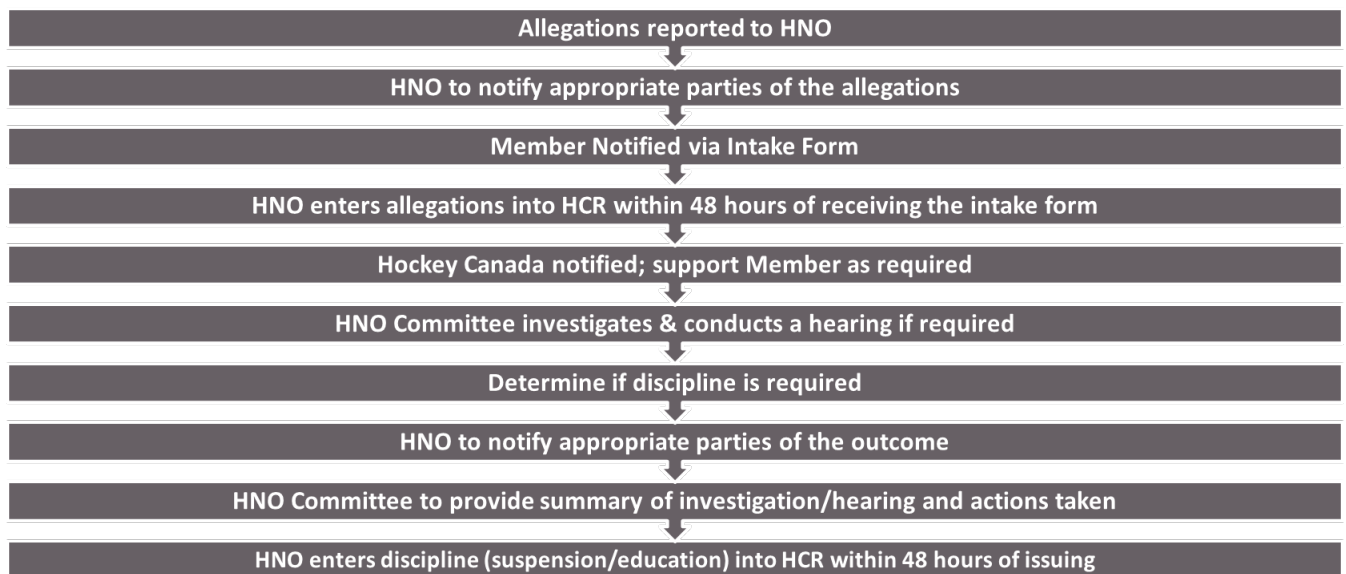 Allegations reported to HNO
HNO to notify appropriate parties of the allegations
Member Notified via Intake Form
HNO enters allegations into HCR within 48 hours of receiving the intake form
Hockey Canada notified; support Member as required
HNO Committee investigates & conducts a hearing if required
Determine if discipline is required
HNO to notify appropriate parties of the outcome
HNO Committee to provide summary of investigation/hearing and actions taken
HNO enters discipline (suspension/education) into HCR within 48 hours of issuing